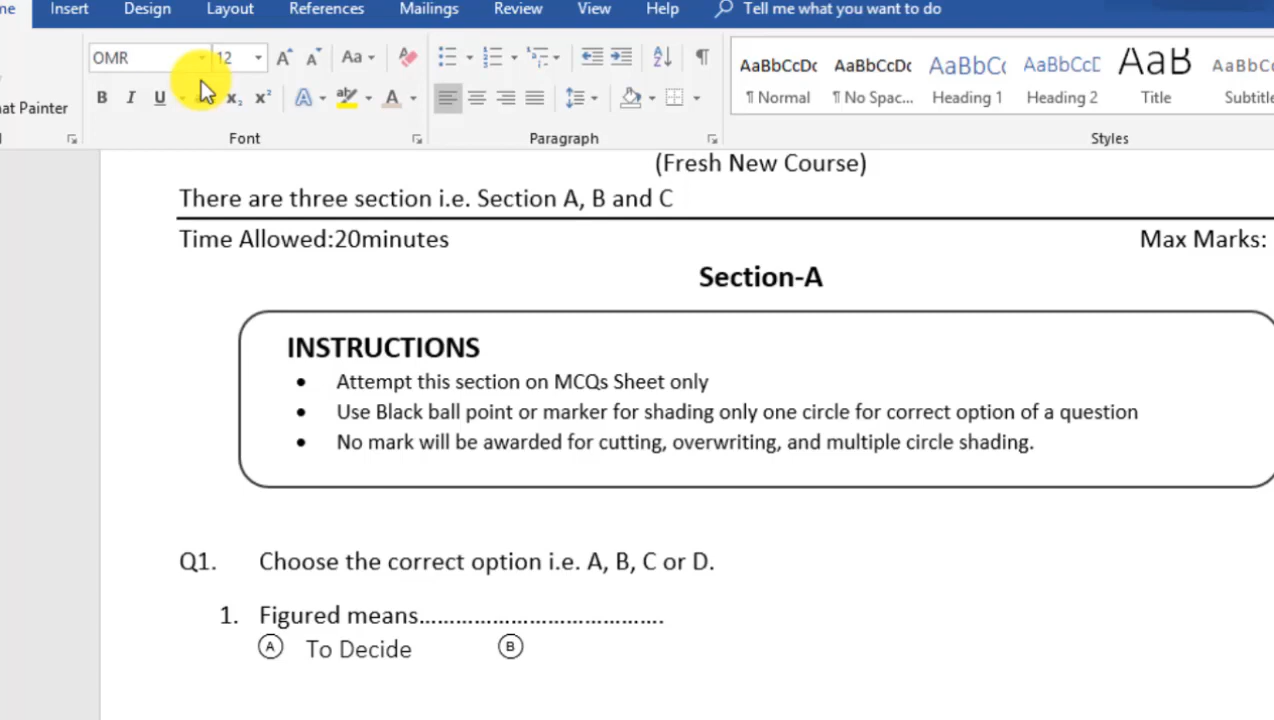 Insert Design Layout References Mailings Review View Help Tell me what you want to do
OMR 12 Aa AaBbCcDc AaBbCcDc AaBbCc AaBbCcD AaB AaBbCcD
at Painter B I U x₂ x² A aby A ¶ Normal ¶ No Spac... Heading 1 Heading 2 Title Subtitle
Font Paragraph Styles
(Fresh New Course)
There are three section i.e. Section A, B and C
Time Allowed:20minutes Max Marks:
Section-A
INSTRUCTIONS
• Attempt this section on MCQs Sheet only
• Use Black ball point or marker for shading only one circle for correct option of a question
• No mark will be awarded for cutting, overwriting, and multiple circle shading.
Q1. Choose the correct option i.e. A, B, C or D.
1. Figured means………………………………….
Ⓐ To Decide Ⓑ